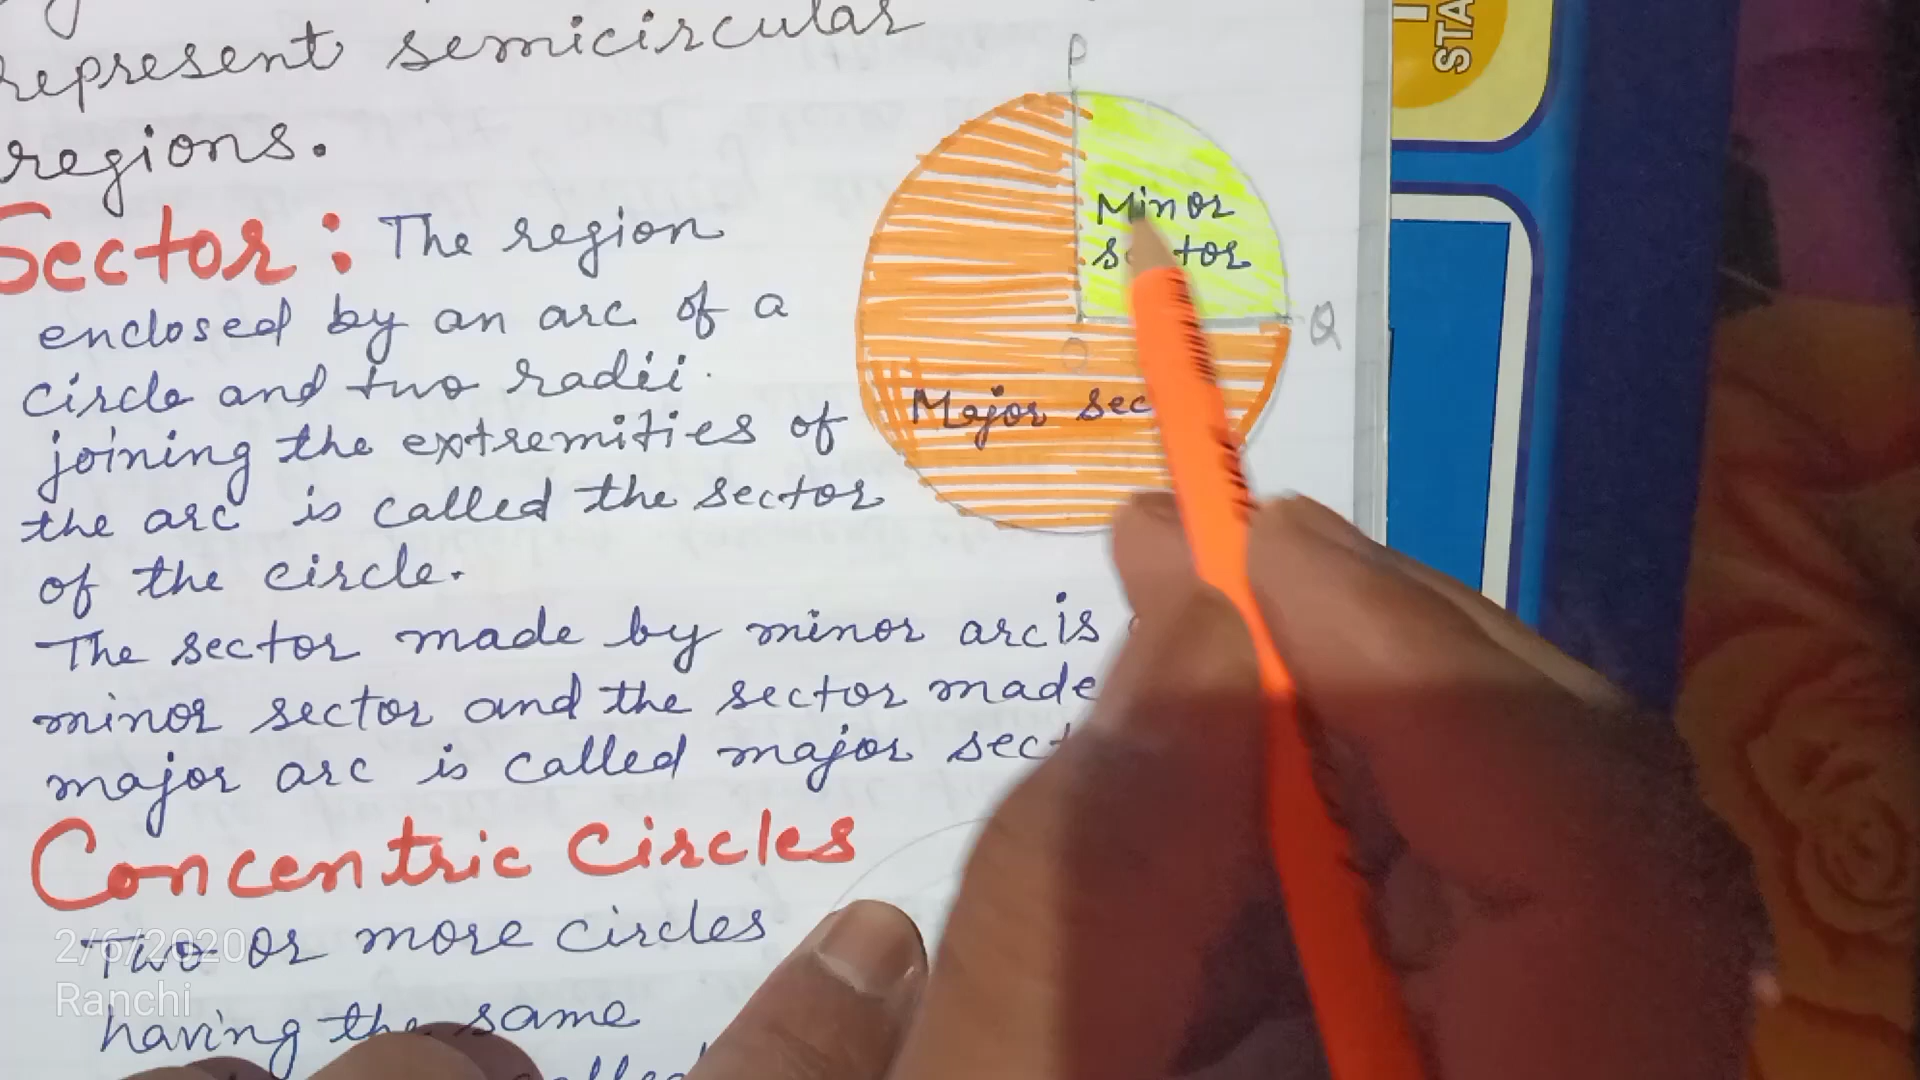 represent semicircular
regions.
Sector: The region
enclosed by an arc of a
circle and two radii
joining the extremities of
the arc is called the sector
of the circle.
The sector made by minor arc is
minor sector and the sector made
major arc is called major
Concentric Circles
Two or more circles
having the same
P
Minor
Q
O
Major
STA
2/6/2020
Ranchi